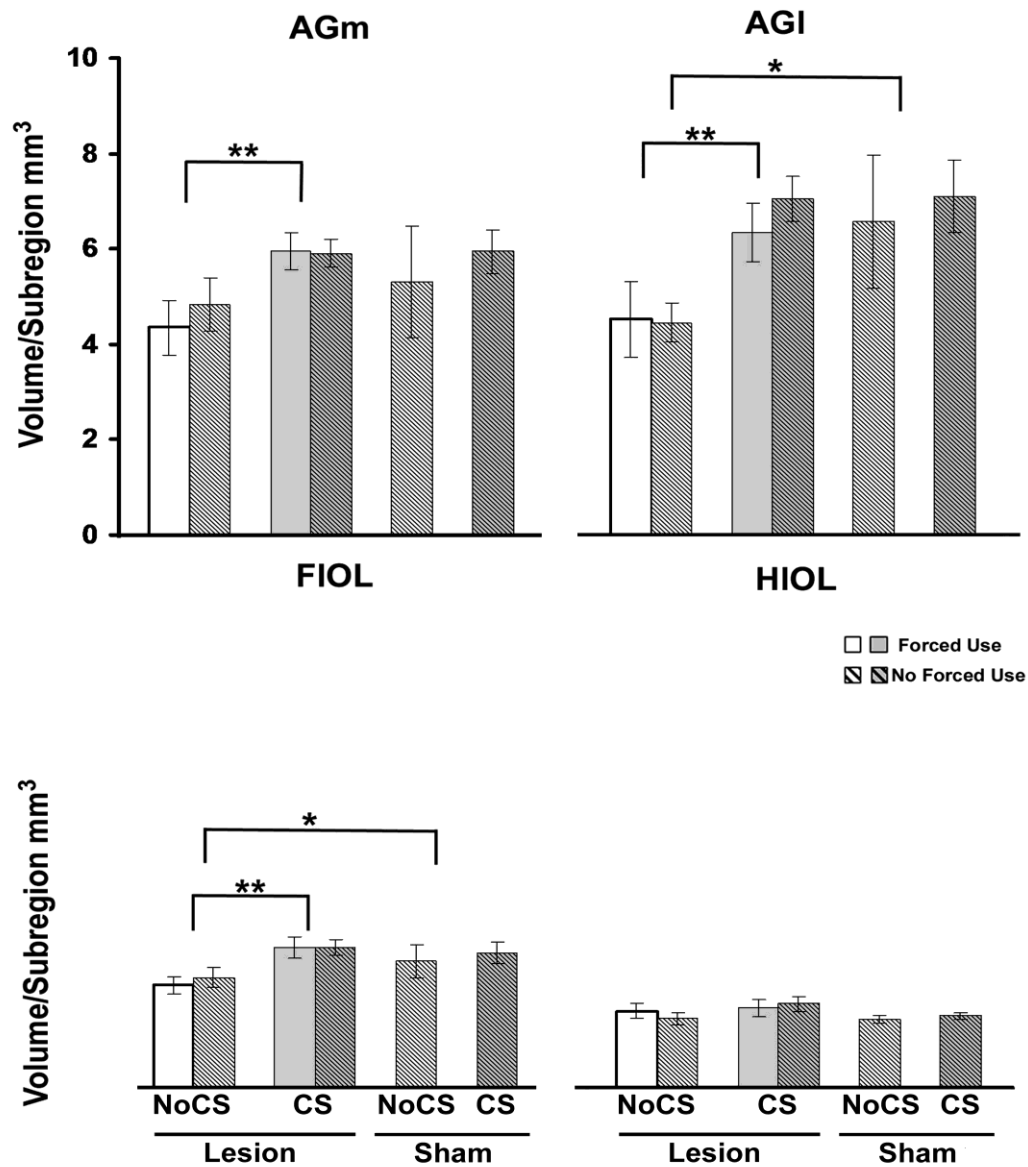 AGm AGl
10
8
6
4
2
0
Volume/Subregion mm³
** ** *
FIOL HIOL
Forced Use
No Forced Use
Volume/Subregion mm³
*
**
NoCS CS NoCS CS NoCS CS NoCS CS
Lesion Sham Lesion Sham